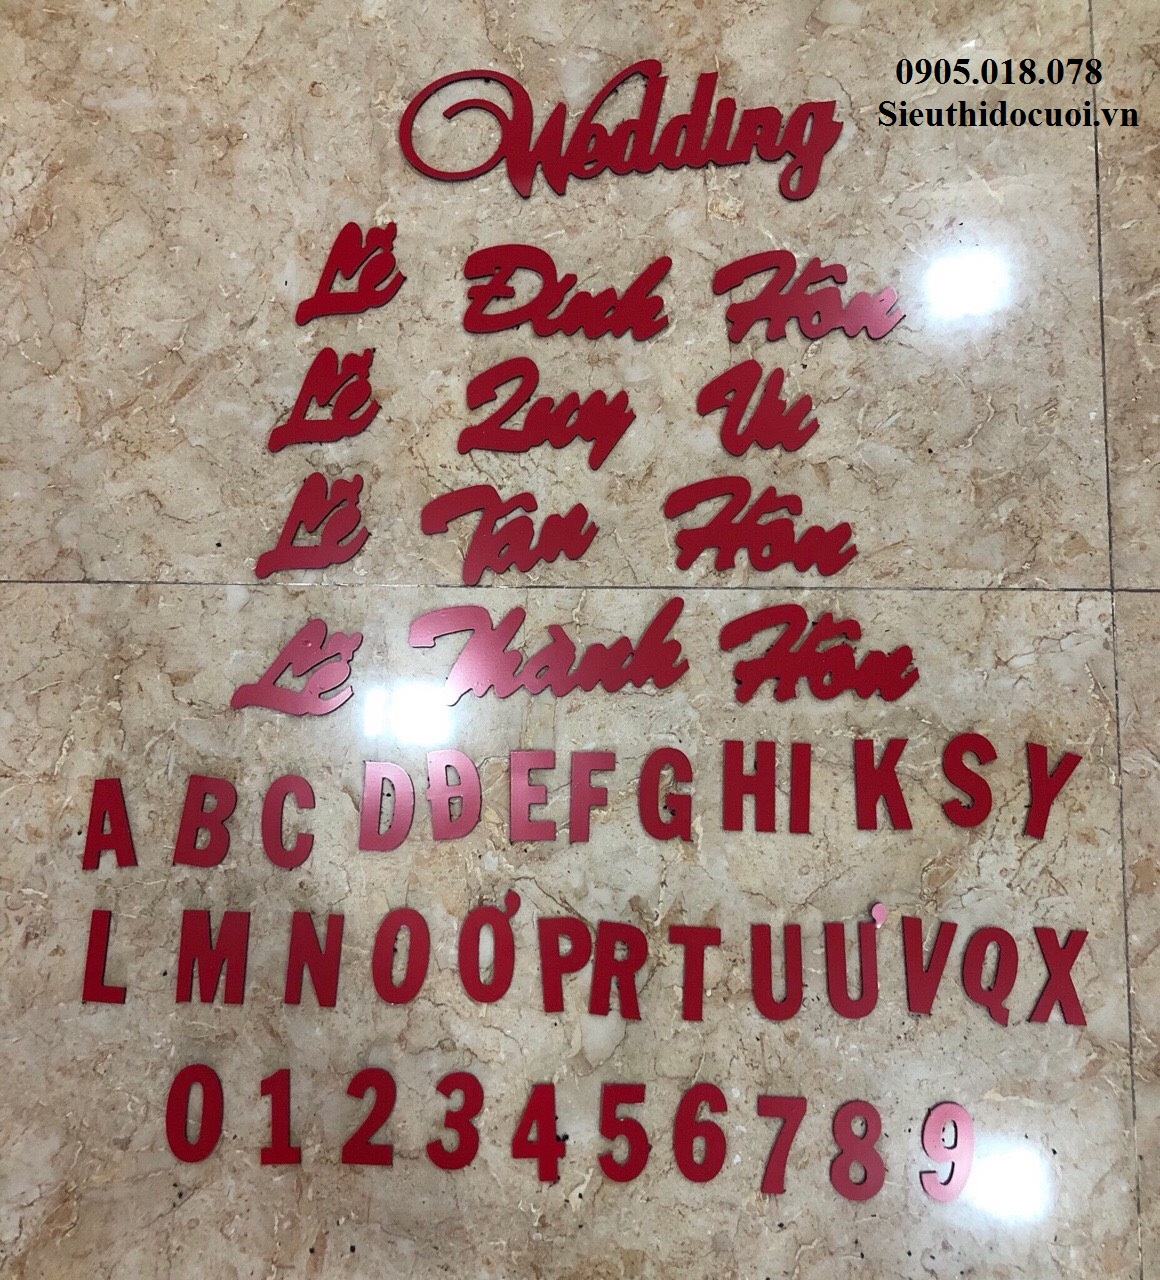 0905.018.078
Sieuthidocuoi.vn
Wedding
Lễ Đính Hôn
Lễ Quy Vu
Lễ Tân Hôn
Lễ Thành Hôn
A B C D Đ E F G H I K S Y
L M N O Ơ P R T U Ư V Q X
0 1 2 3 4 5 6 7 8 9